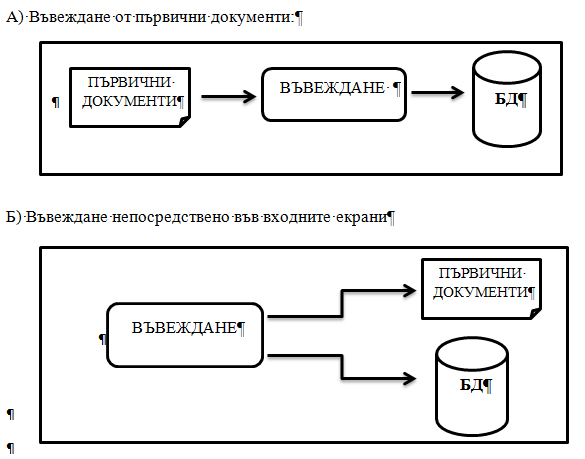 А)·Въвеждане·от·първични·документи:¶
ПЪРВИЧНИ·
ДОКУМЕНТИ¶
ВЪВЕЖДАНЕ·¶
БД¶
¶
Б)·Въвеждане·непосредствено·във·входните·екрани¶
ПЪРВИЧНИ·
ДОКУМЕНТИ¶
ВЪВЕЖДАНЕ¶
¶
БД¶
¶
¶